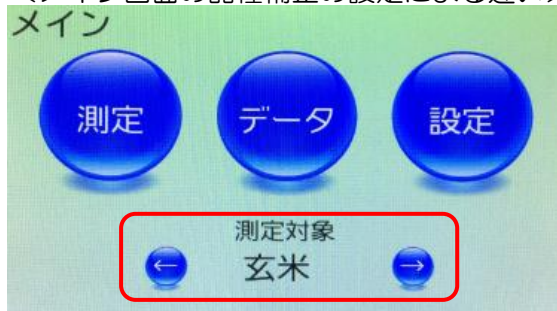 メイン
測定
データ
設定
測定対象
← 玄米 →